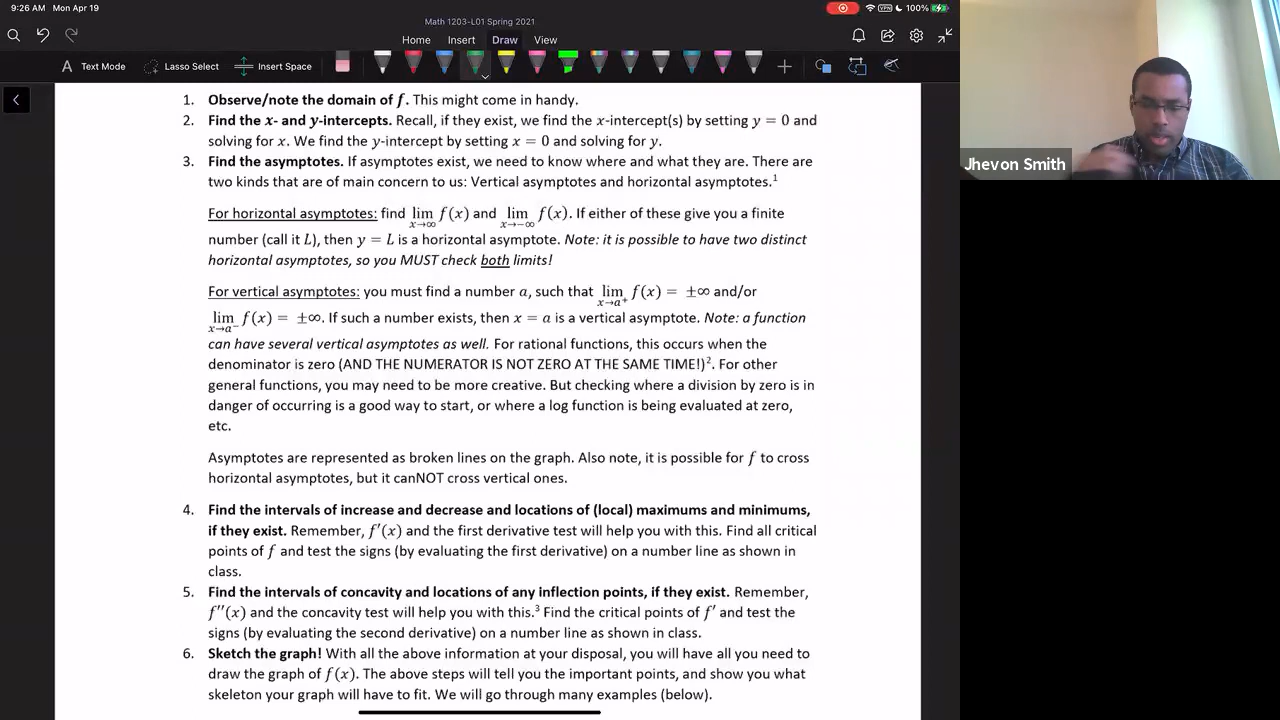 9:26 AM Mon Apr 19
VPN 100%
Math 1203-L01 Spring 2021
Home Insert Draw View
A Text Mode Lasso Select Insert Space
Jhevon Smith
1. Observe/note the domain of f. This might come in handy.
2. Find the x- and y-intercepts. Recall, if they exist, we find the x-intercept(s) by setting y = 0 and
solving for x. We find the y-intercept by setting x = 0 and solving for y.
3. Find the asymptotes. If asymptotes exist, we need to know where and what they are. There are
two kinds that are of main concern to us: Vertical asymptotes and horizontal asymptotes.¹
For horizontal asymptotes: find lim x→∞ f(x) and lim x→−∞ f(x). If either of these give you a finite
number (call it L), then y = L is a horizontal asymptote. Note: it is possible to have two distinct
horizontal asymptotes, so you MUST check both limits!
For vertical asymptotes: you must find a number a, such that lim x→a⁺ f(x) = ±∞ and/or
lim x→a⁻ f(x) = ±∞. If such a number exists, then x = a is a vertical asymptote. Note: a function
can have several vertical asymptotes as well. For rational functions, this occurs when the
denominator is zero (AND THE NUMERATOR IS NOT ZERO AT THE SAME TIME!)². For other
general functions, you may need to be more creative. But checking where a division by zero is in
danger of occurring is a good way to start, or where a log function is being evaluated at zero,
etc.
Asymptotes are represented as broken lines on the graph. Also note, it is possible for f to cross
horizontal asymptotes, but it canNOT cross vertical ones.
4. Find the intervals of increase and decrease and locations of (local) maximums and minimums,
if they exist. Remember, f′(x) and the first derivative test will help you with this. Find all critical
points of f and test the signs (by evaluating the first derivative) on a number line as shown in
class.
5. Find the intervals of concavity and locations of any inflection points, if they exist. Remember,
f′′(x) and the concavity test will help you with this.³ Find the critical points of f′ and test the
signs (by evaluating the second derivative) on a number line as shown in class.
6. Sketch the graph! With all the above information at your disposal, you will have all you need to
draw the graph of f(x). The above steps will tell you the important points, and show you what
skeleton your graph will have to fit. We will go through many examples (below).